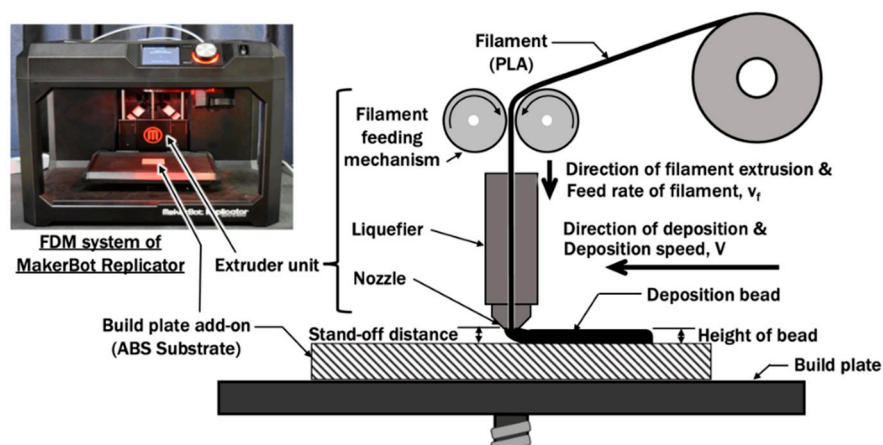 Filament
(PLA)
Filament
feeding
mechanism
Direction of filament extrusion &
Feed rate of filament, vf
Direction of deposition &
Deposition speed, V
MakerBot Replicator
FDM system of
MakerBot Replicator
Extruder unit
Liquefier
Nozzle
Deposition bead
Build plate add-on
(ABS Substrate)
Stand-off distance
Height of bead
Build plate